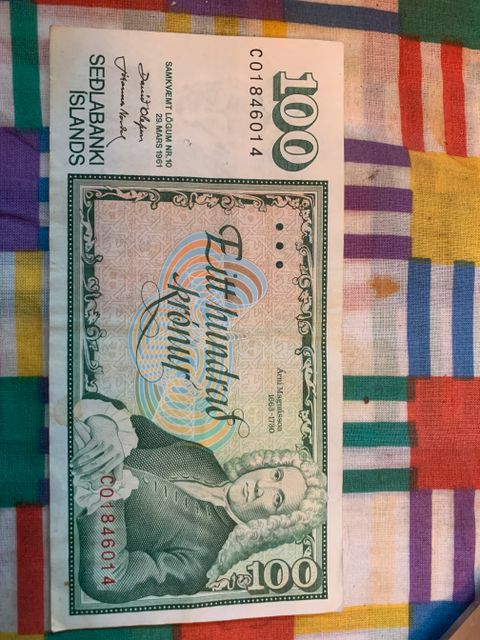 100
C01846014
SAMKVÆMT LÖGUM NR. 10
29. MARS 1961
SEÐLABANKI
ÍSLANDS
Eitt hundrað
krónur
Árni Magnússon
1663-1730
C01846014
100